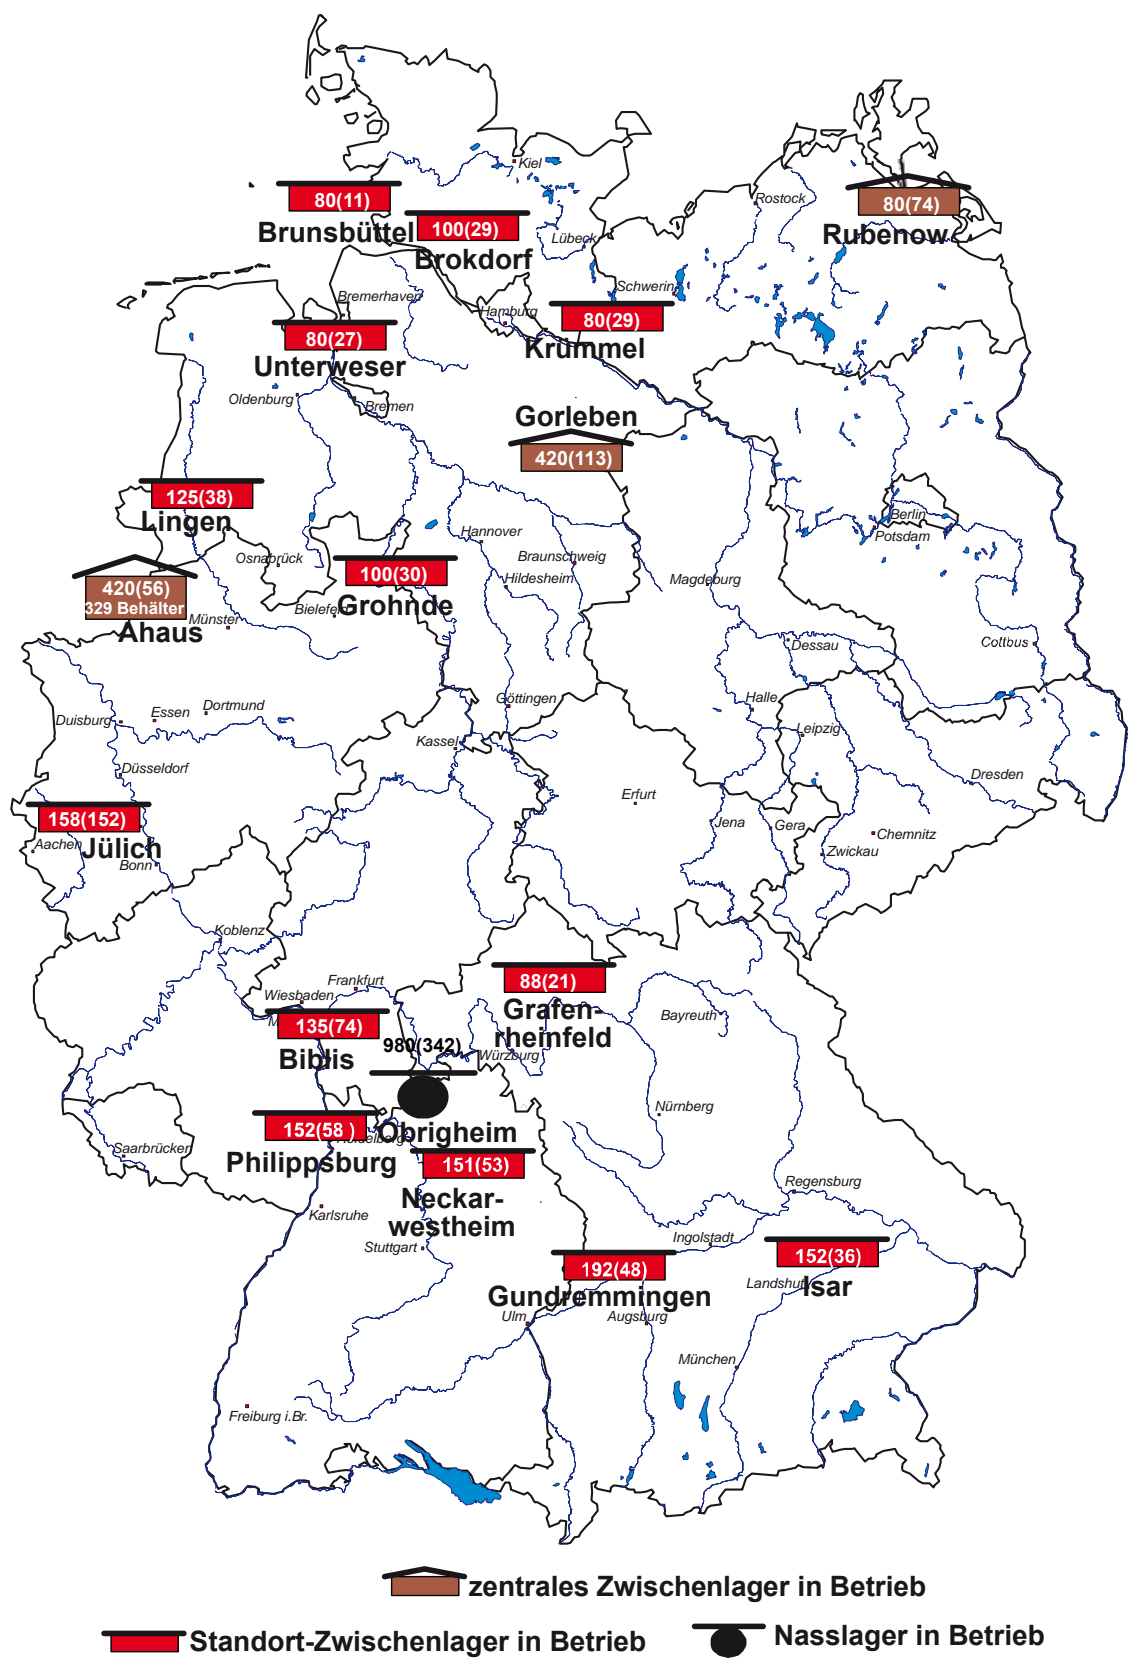 Kiel
80(11)
Brunsbüttel
100(29)
Brokdorf
Rostock
80(74)
Rubenow
Lübeck
Schwerin
Bremerhaven
Hamburg
80(29)
Krümmel
80(27)
Unterweser
Oldenburg
Bremen
Gorleben
420(113)
125(38)
Lingen
Berlin
Potsdam
Hannover
Braunschweig
Osnabrück
Hildesheim
Magdeburg
100(30)
Grohnde
420(56)
329 Behälter
Ahaus
Münster
Bielefeld
Cottbus
Dessau
Göttingen
Halle
Dortmund
Essen
Duisburg
Leipzig
Kassel
Düsseldorf
Dresden
Erfurt
158(152)
Jena
Gera
Chemnitz
Aachen
Jülich
Zwickau
Bonn
Koblenz
88(21)
Grafen-
rheinfeld
Frankfurt
Wiesbaden
135(74)
Biblis
Bayreuth
980(342)
Würzburg
Nürnberg
152(58 )
Obrigheim
Philippsburg
Saarbrücken
151(53)
Neckar-
westheim
Regensburg
Karlsruhe
Stuttgart
Ingolstadt
152(36)
Isar
192(48)
Gundremmingen
Landshut
Ulm
Augsburg
München
Freiburg i.Br.
zentrales Zwischenlager in Betrieb
Standort-Zwischenlager in Betrieb
Nasslager in Betrieb